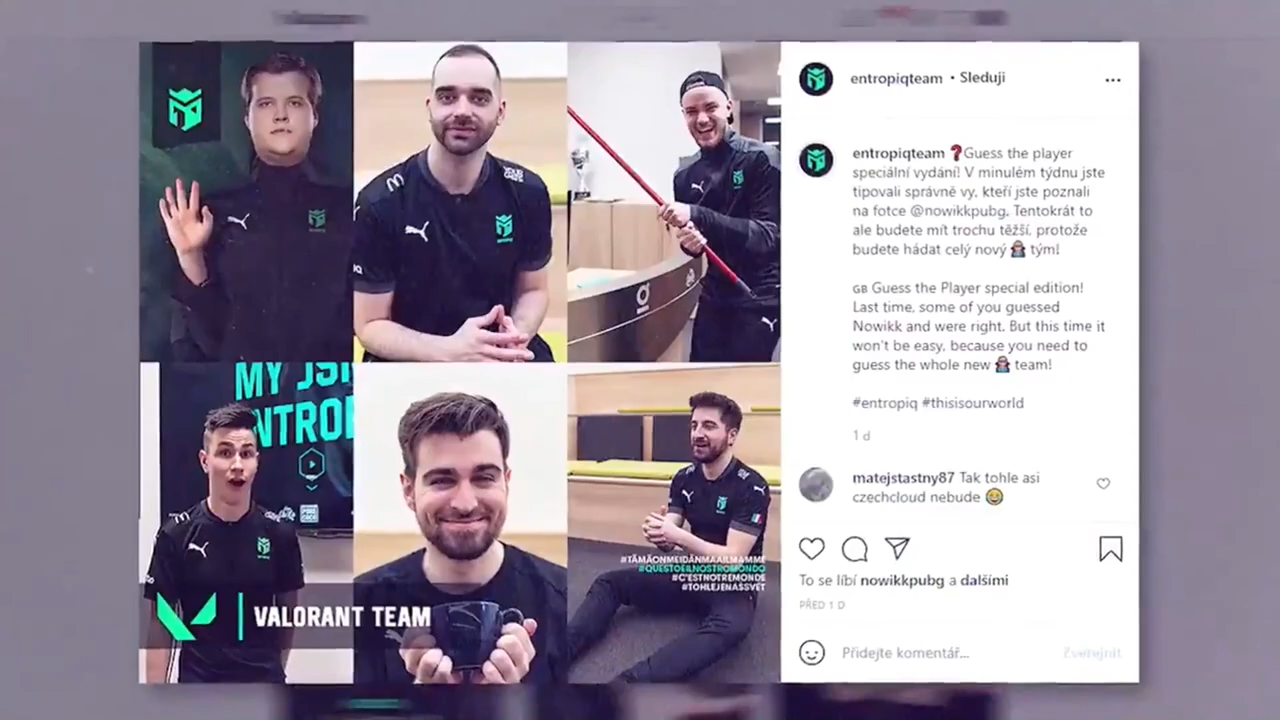 entropiqteam • Sleduji
entropiqteam ❓Guess the player
speciální vydání! V minulém týdnu jste
tipovali správně vy, kteří jste poznali
na fotce @nowikkpubg. Tentokrát to
ale budete mít trochu těžší, protože
budete hádat celý nový tým!
GB Guess the Player special edition!
Last time, some of you guessed
Nowikk and were right. But this time it
won't be easy, because you need to
guess the whole new team!
#entropiq #thisisourworld
1 d
matejstastny87 Tak tohle asi
czechcloud nebude 😂
To se líbí nowikkpubg a dalšími
PŘED 1 D
Přidejte komentář...
Zveřejnit
MY JSM
ENTROP
#TÄMÄONMEIDÄNMAAILMAMME
#QUESTOÈILNOSTROMONDO
#C'ESTNOTREMONDE
#TOHLEJENÁŠSVĚT
VALORANT TEAM